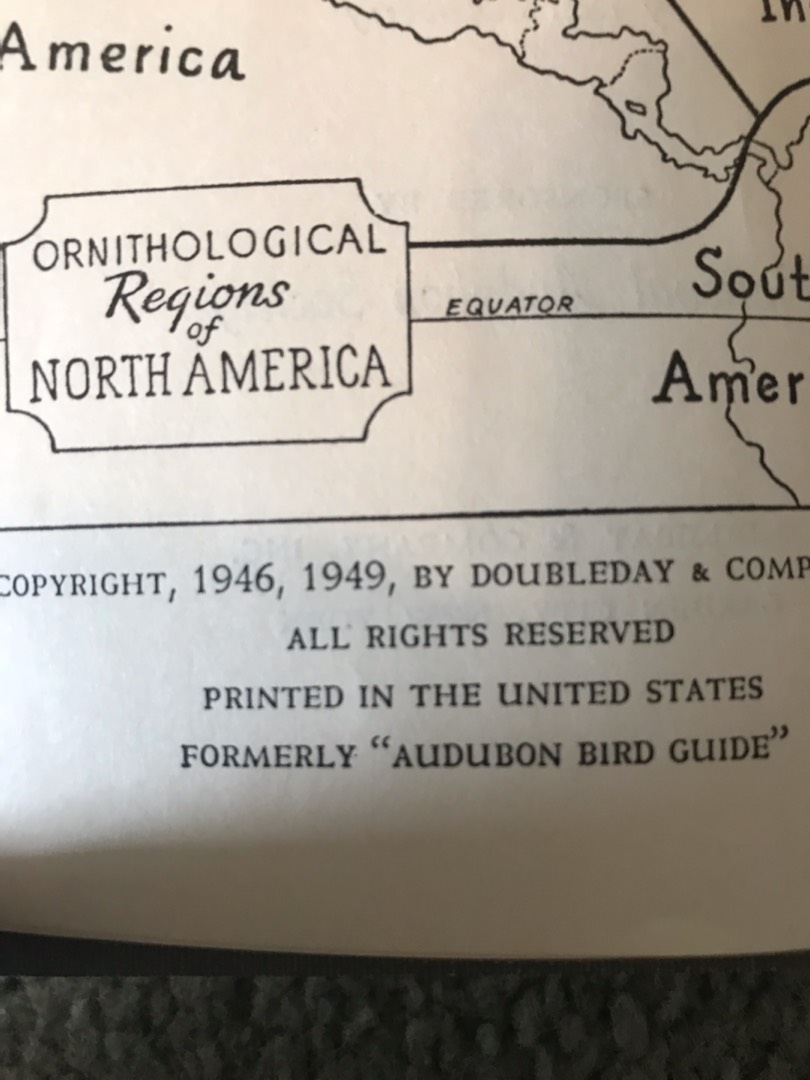 In
America
ORNITHOLOGICAL
Regions
of
NORTH AMERICA
EQUATOR
Sout
Amer
COPYRIGHT, 1946, 1949, BY DOUBLEDAY & COMP
ALL RIGHTS RESERVED
PRINTED IN THE UNITED STATES
FORMERLY “AUDUBON BIRD GUIDE”